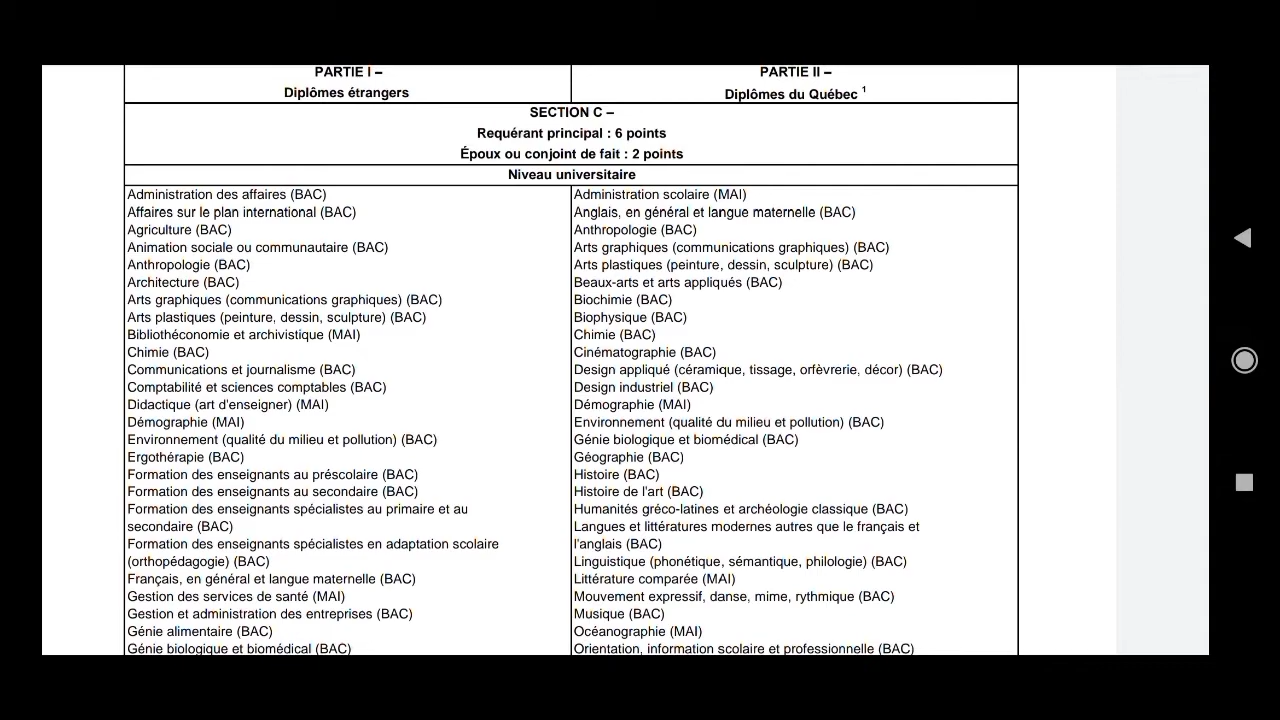 PARTIE I –
Diplômes étrangers
PARTIE II –
Diplômes du Québec 1
SECTION C –
Requérant principal : 6 points
Époux ou conjoint de fait : 2 points
Niveau universitaire
Administration des affaires (BAC)
Affaires sur le plan international (BAC)
Agriculture (BAC)
Animation sociale ou communautaire (BAC)
Anthropologie (BAC)
Architecture (BAC)
Arts graphiques (communications graphiques) (BAC)
Arts plastiques (peinture, dessin, sculpture) (BAC)
Bibliothéconomie et archivistique (MAI)
Chimie (BAC)
Communications et journalisme (BAC)
Comptabilité et sciences comptables (BAC)
Didactique (art d'enseigner) (MAI)
Démographie (MAI)
Environnement (qualité du milieu et pollution) (BAC)
Ergothérapie (BAC)
Formation des enseignants au préscolaire (BAC)
Formation des enseignants au secondaire (BAC)
Formation des enseignants spécialistes au primaire et au
secondaire (BAC)
Formation des enseignants spécialistes en adaptation scolaire
(orthopédagogie) (BAC)
Français, en général et langue maternelle (BAC)
Gestion des services de santé (MAI)
Gestion et administration des entreprises (BAC)
Génie alimentaire (BAC)
Génie biologique et biomédical (BAC)
Administration scolaire (MAI)
Anglais, en général et langue maternelle (BAC)
Anthropologie (BAC)
Arts graphiques (communications graphiques) (BAC)
Arts plastiques (peinture, dessin, sculpture) (BAC)
Beaux-arts et arts appliqués (BAC)
Biochimie (BAC)
Biophysique (BAC)
Chimie (BAC)
Cinématographie (BAC)
Design appliqué (céramique, tissage, orfèvrerie, décor) (BAC)
Design industriel (BAC)
Démographie (MAI)
Environnement (qualité du milieu et pollution) (BAC)
Génie biologique et biomédical (BAC)
Géographie (BAC)
Histoire (BAC)
Histoire de l'art (BAC)
Humanités gréco-latines et archéologie classique (BAC)
Langues et littératures modernes autres que le français et
l'anglais (BAC)
Linguistique (phonétique, sémantique, philologie) (BAC)
Littérature comparée (MAI)
Mouvement expressif, danse, mime, rythmique (BAC)
Musique (BAC)
Océanographie (MAI)
Orientation, information scolaire et professionnelle (BAC)